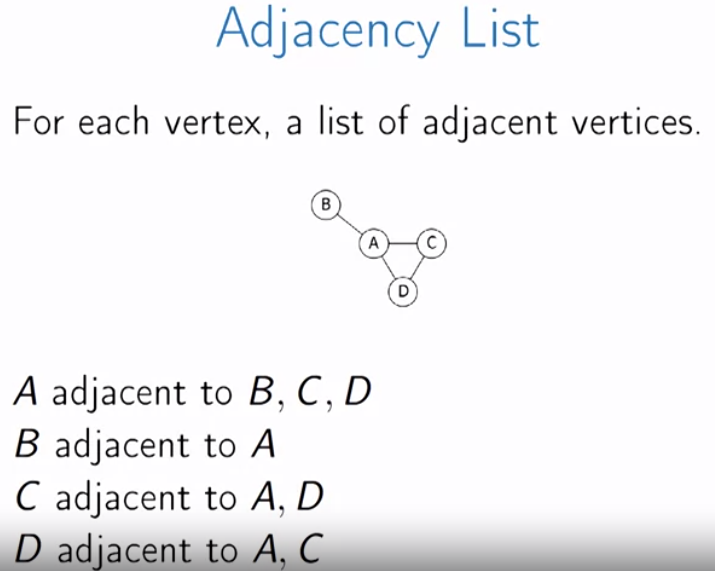 Adjacency List
For each vertex, a list of adjacent vertices.
B
A C
D
A adjacent to B, C, D
B adjacent to A
C adjacent to A, D
D adjacent to A, C